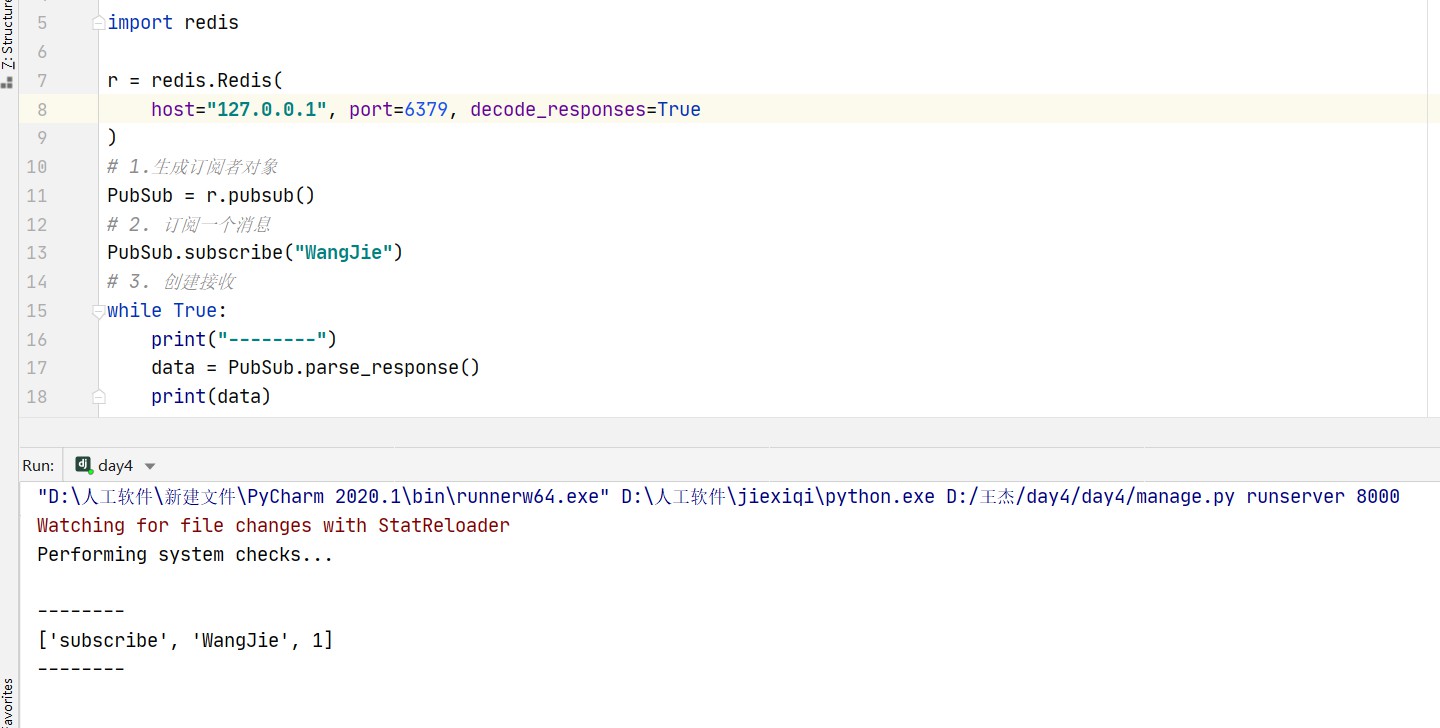 Z: Structure
5 import redis
6
7 r = redis.Redis(
8 host="127.0.0.1", port=6379, decode_responses=True
9 )
10 # 1.生成订阅者对象
11 PubSub = r.pubsub()
12 # 2. 订阅一个消息
13 PubSub.subscribe("WangJie")
14 # 3. 创建接收
15 while True:
16 print("--------")
17 data = PubSub.parse_response()
18 print(data)
Run: dj day4
"D:\人工软件\新建文件\PyCharm 2020.1\bin\runnerw64.exe" D:\人工软件\jiexiqi\python.exe D:/王杰/day4/day4/manage.py runserver 8000
Watching for file changes with StatReloader
Performing system checks...
--------
['subscribe', 'WangJie', 1]
--------
avorites